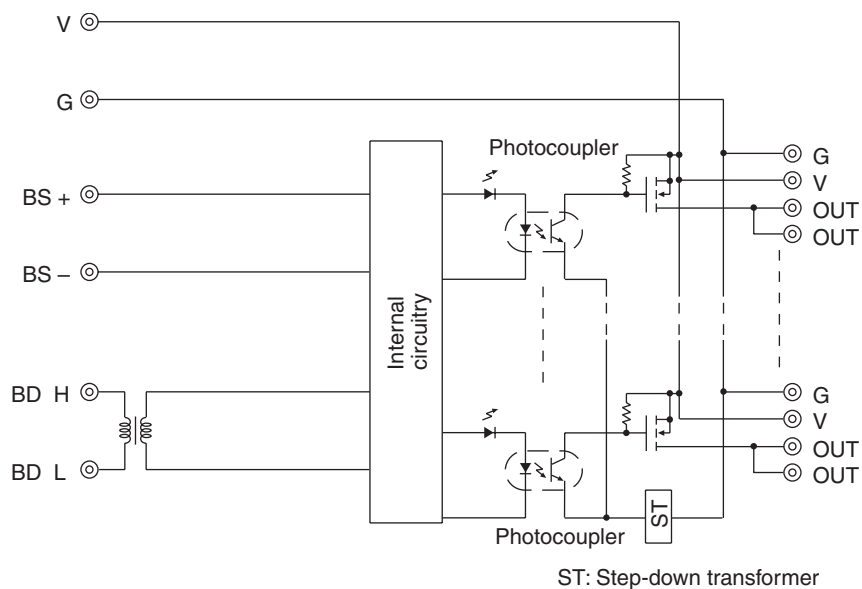 V
G
Photocoupler
G
V
OUT
OUT
BS +
BS –
Internal
circuitry
BD H
BD L
G
V
OUT
OUT
ST
Photocoupler
ST: Step-down transformer